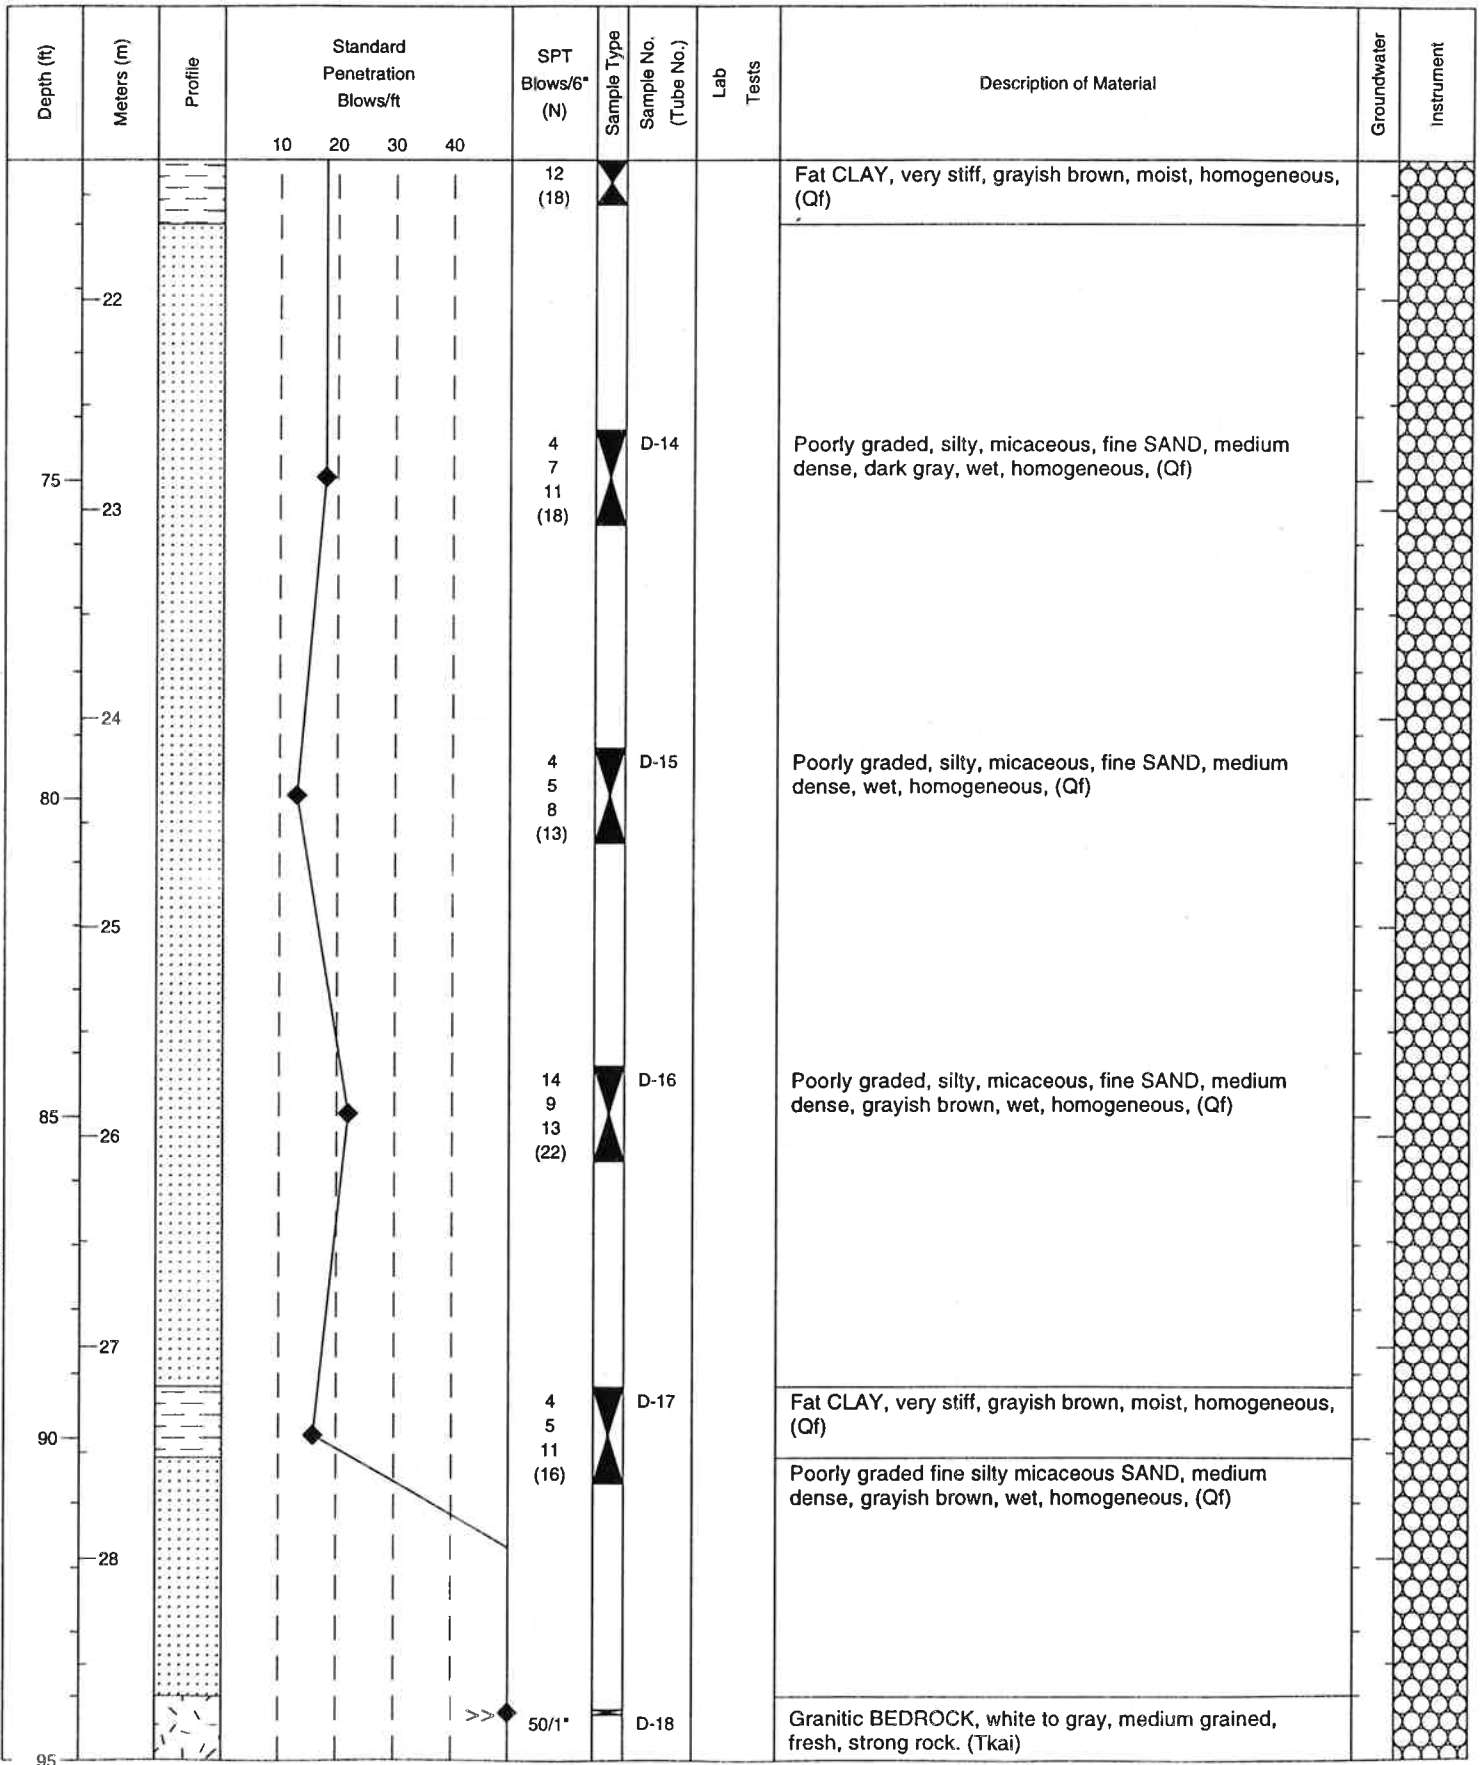 Depth (ft)
Meters (m)
Profile
Standard
Penetration
Blows/ft
10 20 30 40
SPT
Blows/6"
(N)
Sample Type
Sample No.
(Tube No.)
Lab
Tests
Description of Material
Groundwater
Instrument
12
(18)
Fat CLAY, very stiff, grayish brown, moist, homogeneous,
(Qf)
22
4
7
11
(18)
D-14
Poorly graded, silty, micaceous, fine SAND, medium
dense, dark gray, wet, homogeneous, (Qf)
75
23
24
4
5
8
(13)
D-15
Poorly graded, silty, micaceous, fine SAND, medium
dense, wet, homogeneous, (Qf)
80
25
14
9
13
(22)
D-16
Poorly graded, silty, micaceous, fine SAND, medium
dense, grayish brown, wet, homogeneous, (Qf)
85
26
27
4
5
11
(16)
D-17
Fat CLAY, very stiff, grayish brown, moist, homogeneous,
(Qf)
90
Poorly graded fine silty micaceous SAND, medium
dense, grayish brown, wet, homogeneous, (Qf)
28
>>
50/1"
D-18
Granitic BEDROCK, white to gray, medium grained,
fresh, strong rock. (Tkai)
95